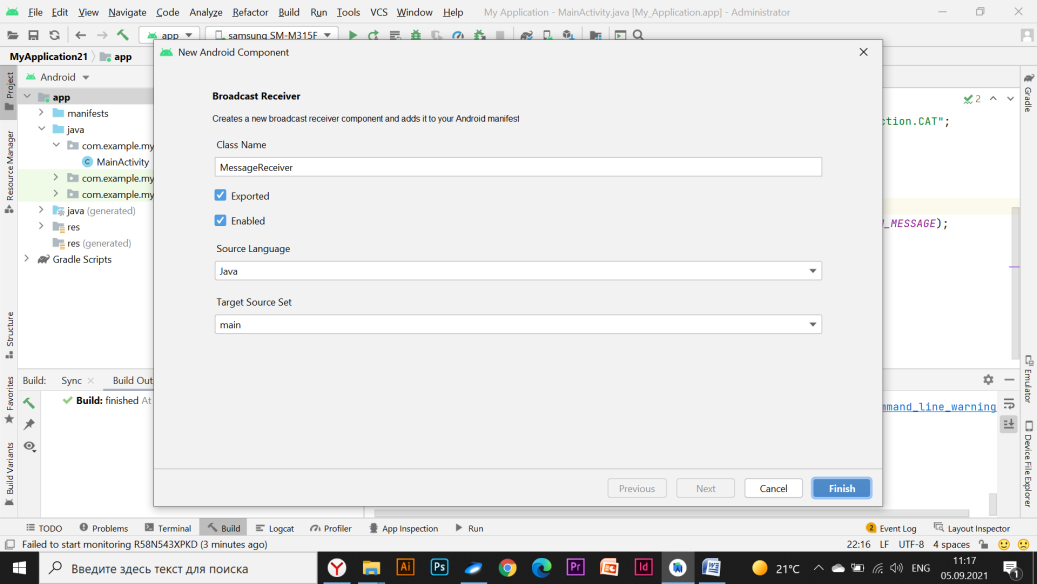 File Edit View Navigate Code Analyze Refactor Build Run Tools VCS Window Help My Application - MainActivity.java [My_Application.app] - Administrator
app samsung SM-M315F
MyApplication21 app
New Android Component
Project
Android
Gradle
Broadcast Receiver
app
2
manifests
Creates a new broadcast receiver component and adds it to your Android manifest
ction.CAT";
java
com.example.my
Class Name
Resource Manager
MainActivity
MessageReceiver
com.example.my
com.example.my
Exported
java (generated)
Enabled
_MESSAGE);
res
res (generated)
Source Language
Gradle Scripts
Java
Target Source Set
main
Structure
Build: Sync Build Out
Emulator
Favorites
Build: finished At
mmand_line_warning
Device File Explorer
Build Variants
Previous Next Cancel Finish
TODO Problems Terminal Build Logcat Profiler App Inspection Run 2 Event Log Layout Inspector
Failed to start monitoring R58N543XPKD (3 minutes ago) 22:16 LF UTF-8 4 spaces
Введите здесь текст для поиска
Ai Ps Pr Id
21°C ENG
11:17
05.09.2021
1